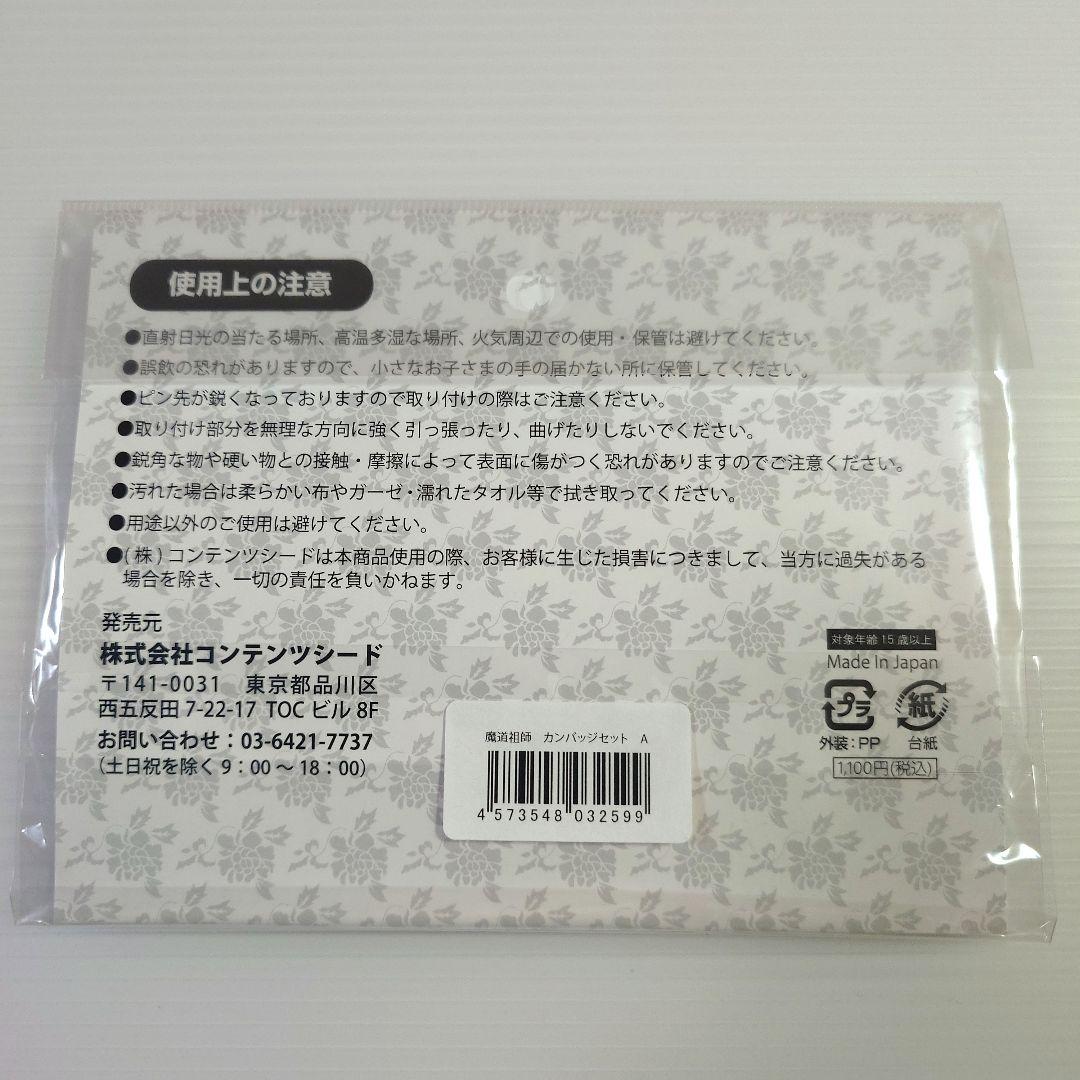 使用上の注意
●直射日光の当たる場所、高温多湿な場所、火気周辺での使用・保管は避けてください。
●誤飲の恐れがありますので、小さなお子さまの手の届かない所に保管してください。
●ピン先が鋭くなっておりますので取り付けの際はご注意ください。
●取り付け部分を無理な方向に強く引っ張ったり、曲げたりしないでください。
●鋭角な物や硬い物との接触・摩擦によって表面に傷がつく恐れがありますのでご注意ください。
●汚れた場合は柔らかい布やガーゼ・濡れたタオル等で拭き取ってください。
●用途以外のご使用は避けてください。
●(株)コンテンツシードは本商品使用の際、お客様に生じた損害につきまして、当方に過失がある
場合を除き、一切の責任を負いかねます。
発売元
株式会社コンテンツシード
〒141-0031 東京都品川区
西五反田 7-22-17 TOC ビル 8F
お問い合わせ：03-6421-7737
（土日祝を除く 9：00 〜 18：00）
対象年齢 15 歳以上
Made In Japan
プラ 紙
外装：PP 台紙
1,100円(税込)
魔道祖師 カンバッジセット A
4 573548 032599